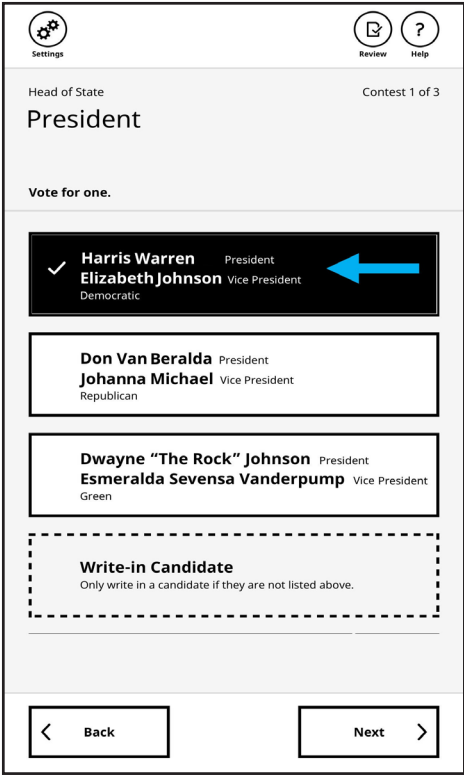 Settings
Review
Help
Head of State
Contest 1 of 3
President
Vote for one.
Harris Warren President
Elizabeth Johnson Vice President
Democratic
Don Van Beralda President
Johanna Michael Vice President
Republican
Dwayne “The Rock” Johnson President
Esmeralda Sevensa Vanderpump Vice President
Green
Write-in Candidate
Only write in a candidate if they are not listed above.
Back
Next